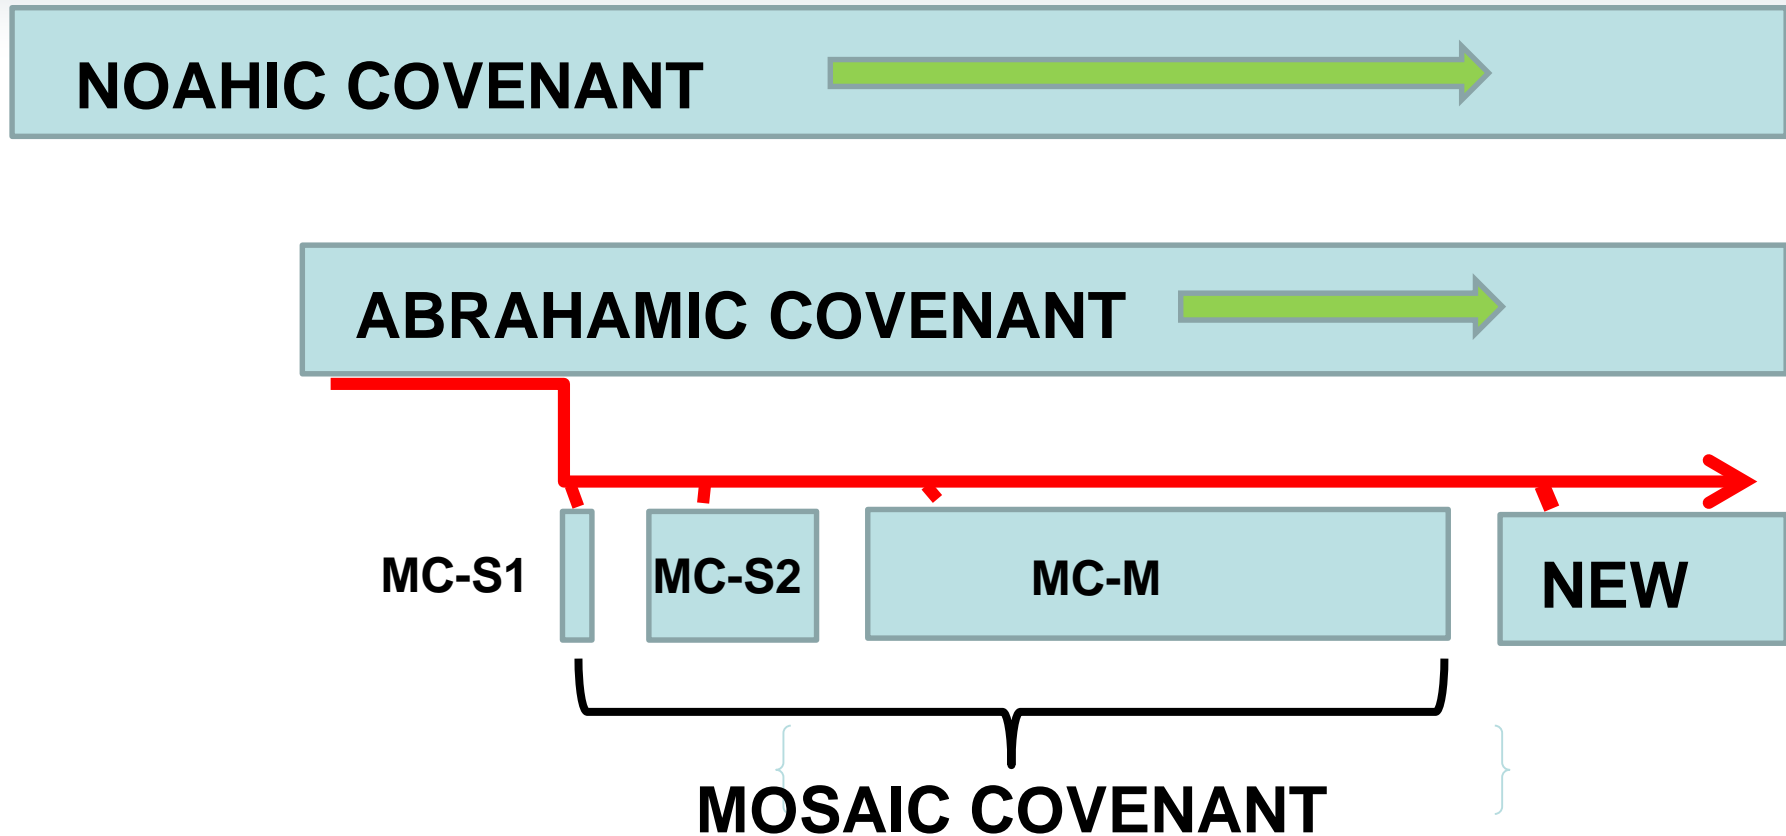 NOAHIC COVENANT
ABRAHAMIC COVENANT
MC-S1
MC-S2
MC-M
NEW
MOSAIC COVENANT